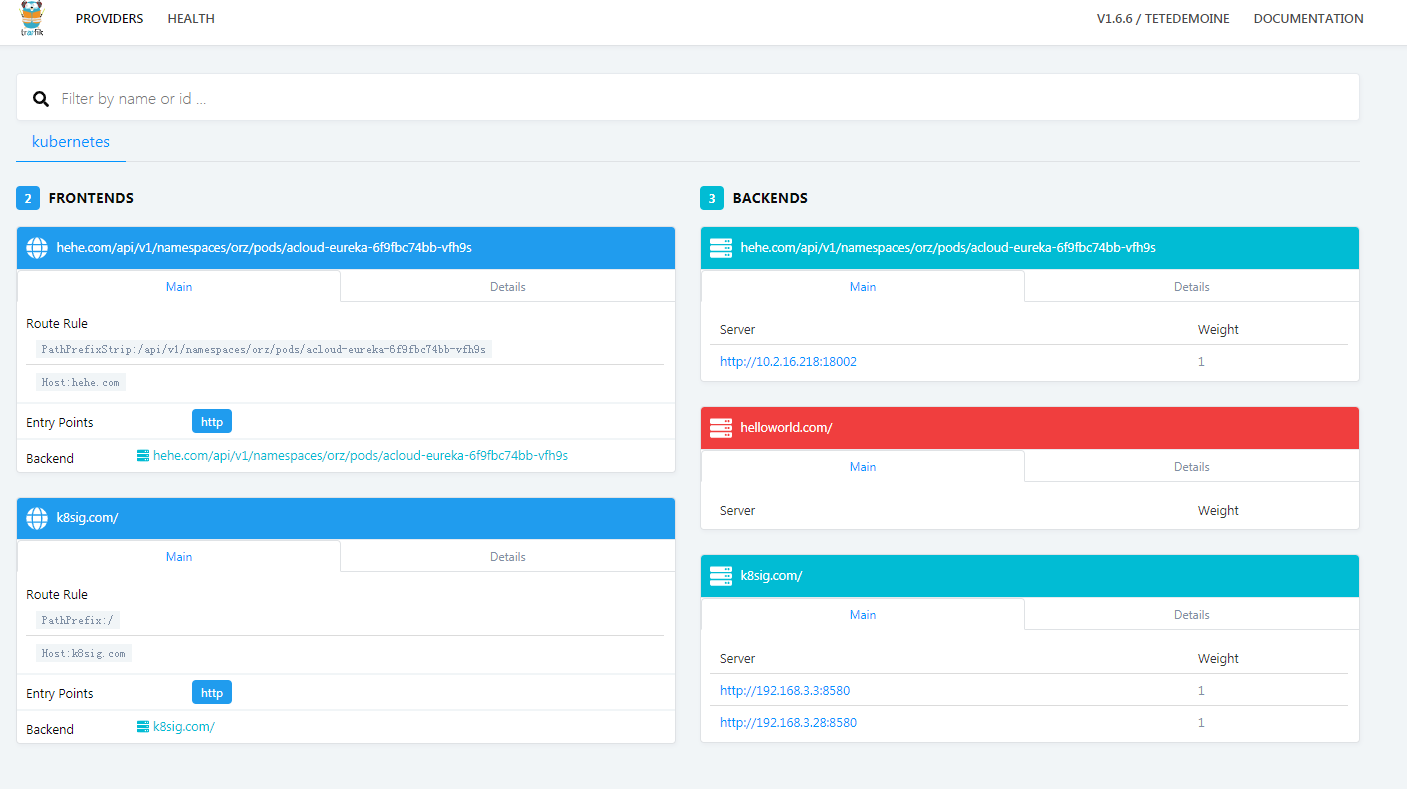 træfik
PROVIDERS HEALTH V1.6.6 / TETEDEMOINE DOCUMENTATION
Filter by name or id ...
kubernetes
2 FRONTENDS
hehe.com/api/v1/namespaces/orz/pods/acloud-eureka-6f9fbc74bb-vfh9s
Main Details
Route Rule
PathPrefixStrip:/api/v1/namespaces/orz/pods/acloud-eureka-6f9fbc74bb-vfh9s
Host:hehe.com
Entry Points http
Backend hehe.com/api/v1/namespaces/orz/pods/acloud-eureka-6f9fbc74bb-vfh9s
k8sig.com/
Main Details
Route Rule
PathPrefix:/
Host:k8sig.com
Entry Points http
Backend k8sig.com/
3 BACKENDS
hehe.com/api/v1/namespaces/orz/pods/acloud-eureka-6f9fbc74bb-vfh9s
Main Details
Server Weight
http://10.2.16.218:18002 1
helloworld.com/
Main Details
Server Weight
k8sig.com/
Main Details
Server Weight
http://192.168.3.3:8580 1
http://192.168.3.28:8580 1